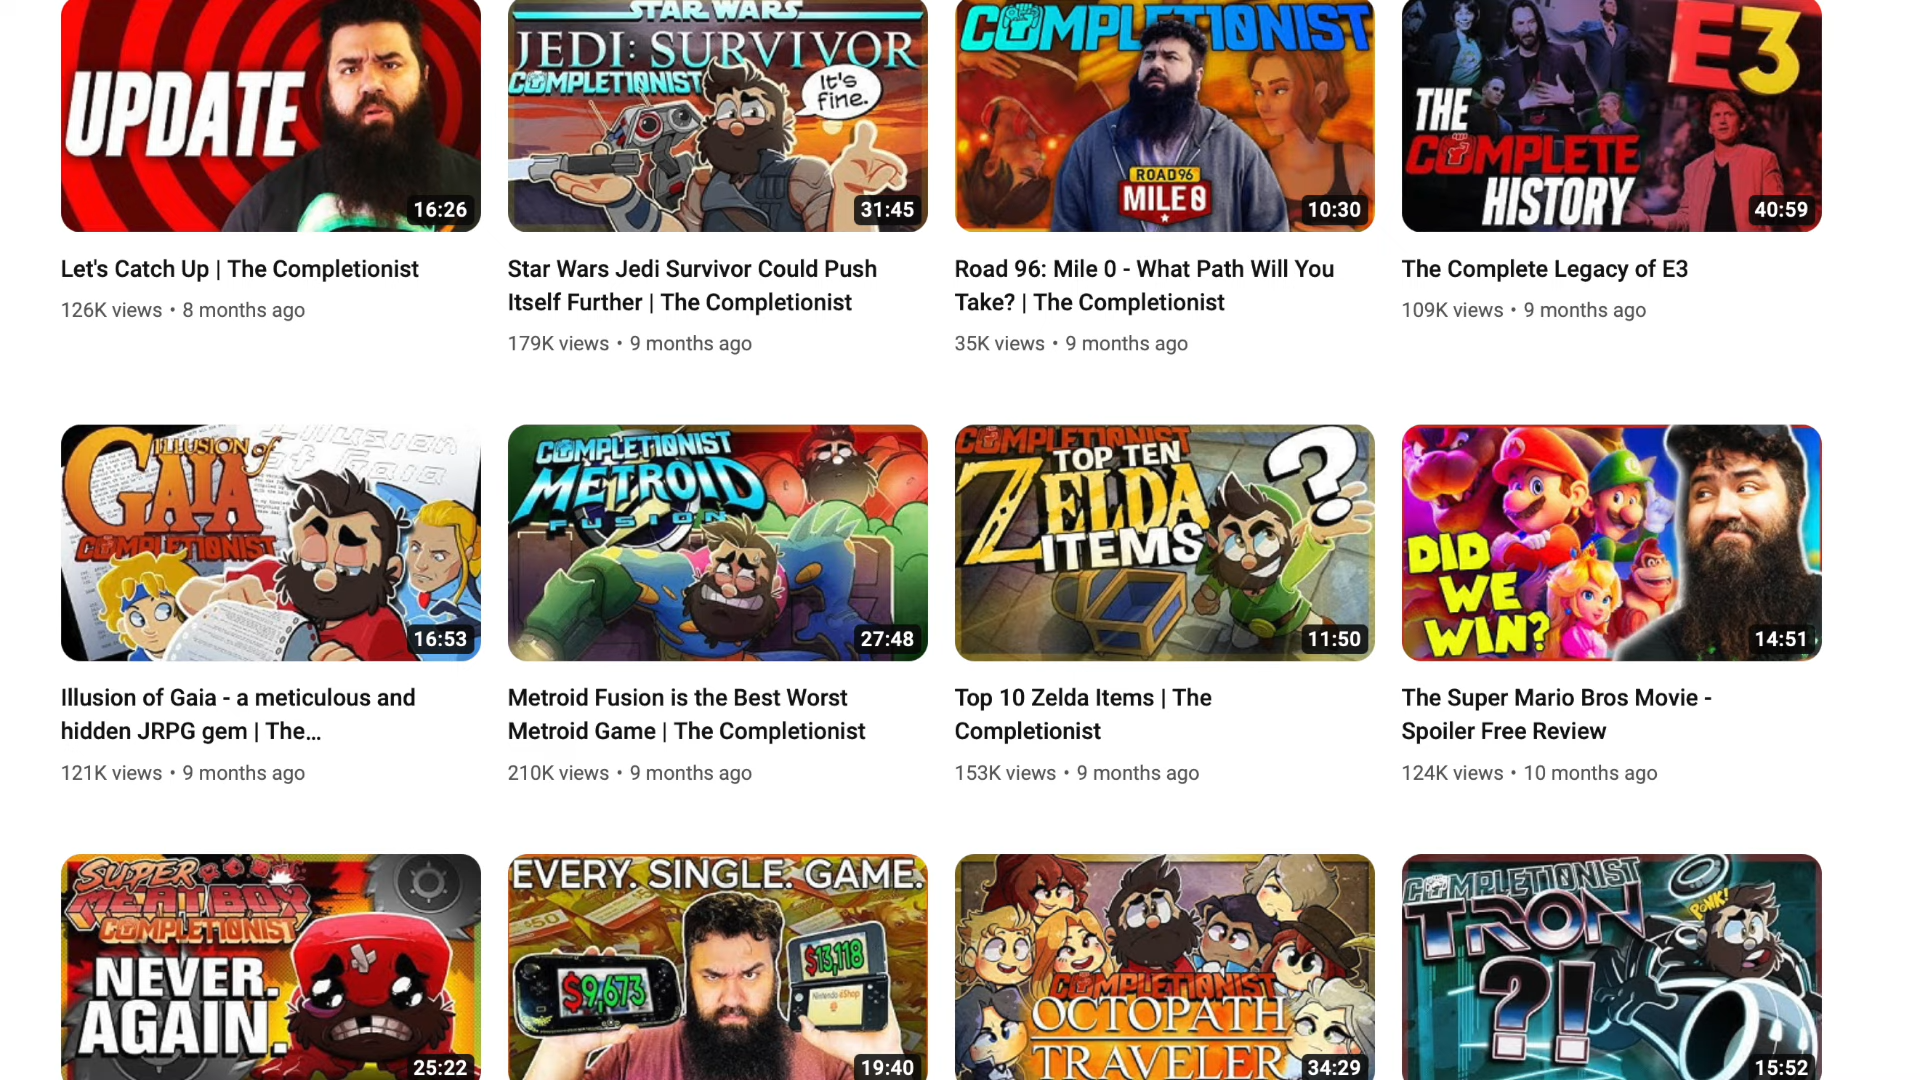 UPDATE
16:26
Let's Catch Up | The Completionist
126K views • 8 months ago
STAR WARS
JEDI: SURVIVOR
COMPLETIONIST
It's
fine.
31:45
Star Wars Jedi Survivor Could Push
Itself Further | The Completionist
179K views • 9 months ago
COMPLETIONIST
ROAD 96
MILE 0
10:30
Road 96: Mile 0 - What Path Will You
Take? | The Completionist
35K views • 9 months ago
E3
THE
COMPLETE
HISTORY
40:59
The Complete Legacy of E3
109K views • 9 months ago
ILLUSION of
GAIA
COMPLETIONIST
Illusion
of Gaia
16:53
Illusion of Gaia - a meticulous and
hidden JRPG gem | The...
121K views • 9 months ago
COMPLETIONIST
METROID
FUSION
27:48
Metroid Fusion is the Best Worst
Metroid Game | The Completionist
210K views • 9 months ago
COMPLETIONIST
TOP TEN
ZELDA
ITEMS
?
11:50
Top 10 Zelda Items | The
Completionist
153K views • 9 months ago
DID
WE
WIN?
14:51
The Super Mario Bros Movie -
Spoiler Free Review
124K views • 10 months ago
SUPER
MEAT BOY
COMPLETIONIST
NEVER.
AGAIN.
25:22
EVERY. SINGLE. GAME.
$50
$9,673
$13,118
Nintendo eShop
19:40
COMPLETIONIST
OCTOPATH
TRAVELER
34:29
COMPLETIONIST
TRON
PONK!
?!
15:52